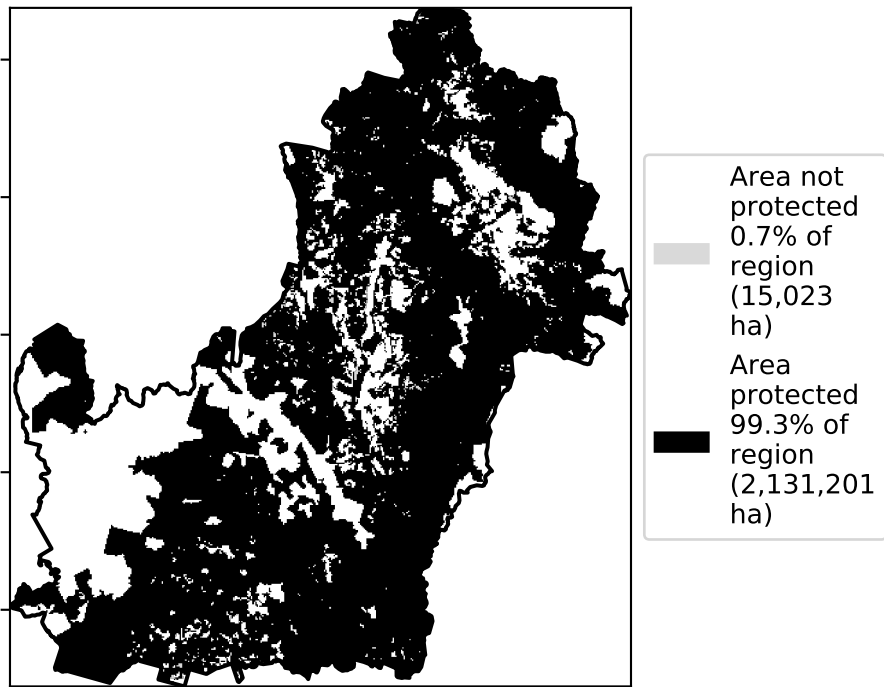 Area not
protected
0.7% of
region
(15,023
ha)
Area
protected
99.3% of
region
(2,131,201
ha)